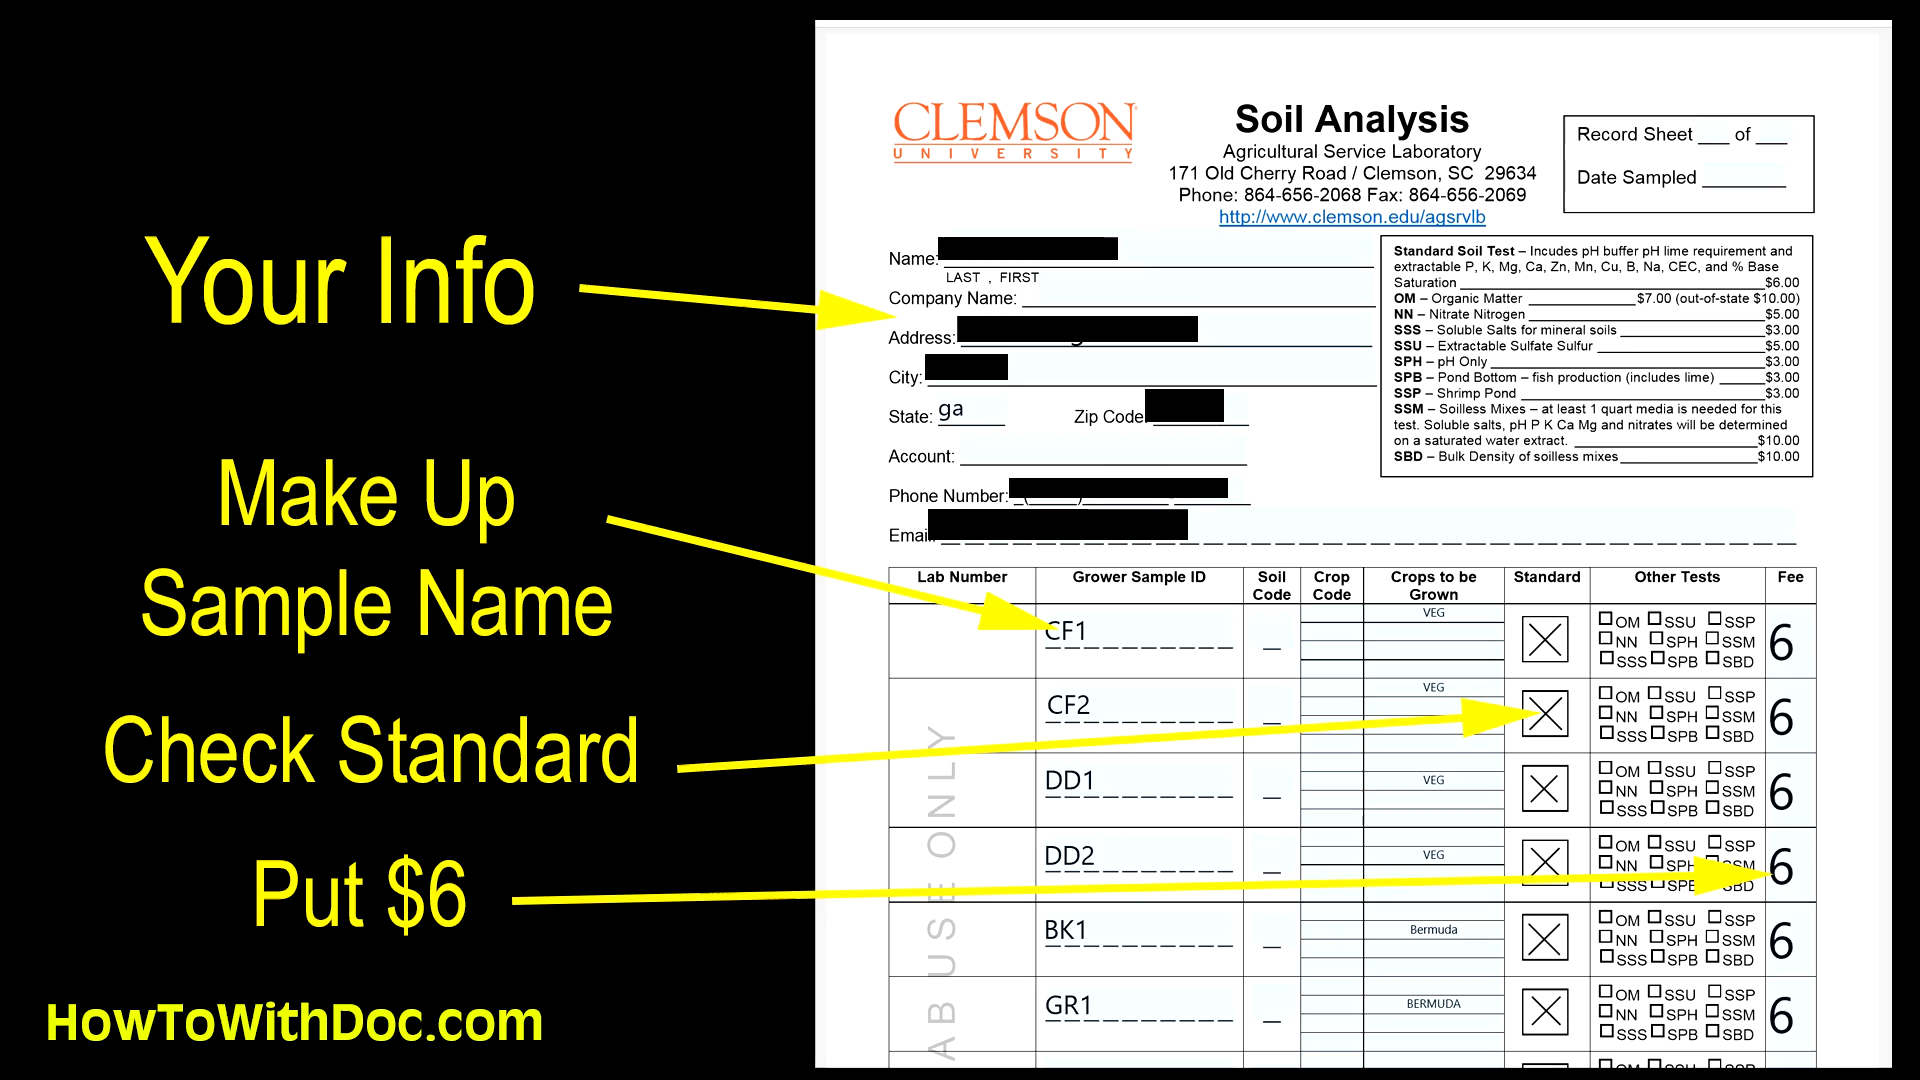 Your Info
Make Up
Sample Name
Check Standard
Put $6
HowToWithDoc.com
CLEMSON
UNIVERSITY
Soil Analysis
Agricultural Service Laboratory
171 Old Cherry Road / Clemson, SC 29634
Phone: 864-656-2068 Fax: 864-656-2069
http://www.clemson.edu/agsrvlb
Record Sheet ___ of ___
Date Sampled ________
Name:
LAST , FIRST
Company Name:
Address:
City:
State: ga Zip Code
Account:
Phone Number:
Email
Standard Soil Test – Incudes pH buffer pH lime requirement and
extractable P, K, Mg, Ca, Zn, Mn, Cu, B, Na, CEC, and % Base
Saturation $6.00
OM – Organic Matter $7.00 (out-of-state $10.00)
NN – Nitrate Nitrogen $5.00
SSS – Soluble Salts for mineral soils $3.00
SSU – Extractable Sulfate Sulfur $5.00
SPH – pH Only $3.00
SPB – Pond Bottom – fish production (includes lime) $3.00
SSP – Shrimp Pond $3.00
SSM – Soilless Mixes – at least 1 quart media is needed for this
test. Soluble salts, pH P K Ca Mg and nitrates will be determined
on a saturated water extract. $10.00
SBD – Bulk Density of soilless mixes $10.00
Lab Number Grower Sample ID Soil Code Crop Code Crops to be Grown Standard Other Tests Fee
AB USE ONLY
VEG
CF1 OM SSU SSP 6
NN SPH SSM
SSS SPB SBD
VEG
CF2 OM SSU SSP 6
NN SPH SSM
SSS SPB SBD
DD1 VEG OM SSU SSP 6
NN SPH SSM
SSS SPB SBD
DD2 VEG OM SSU SSP 6
NN SPH SSM
SSS SPB SBD
BK1 Bermuda OM SSU SSP 6
NN SPH SSM
SSS SPB SBD
GR1 BERMUDA OM SSU SSP 6
NN SPH SSM
SSS SPB SBD
OM SSU SSP